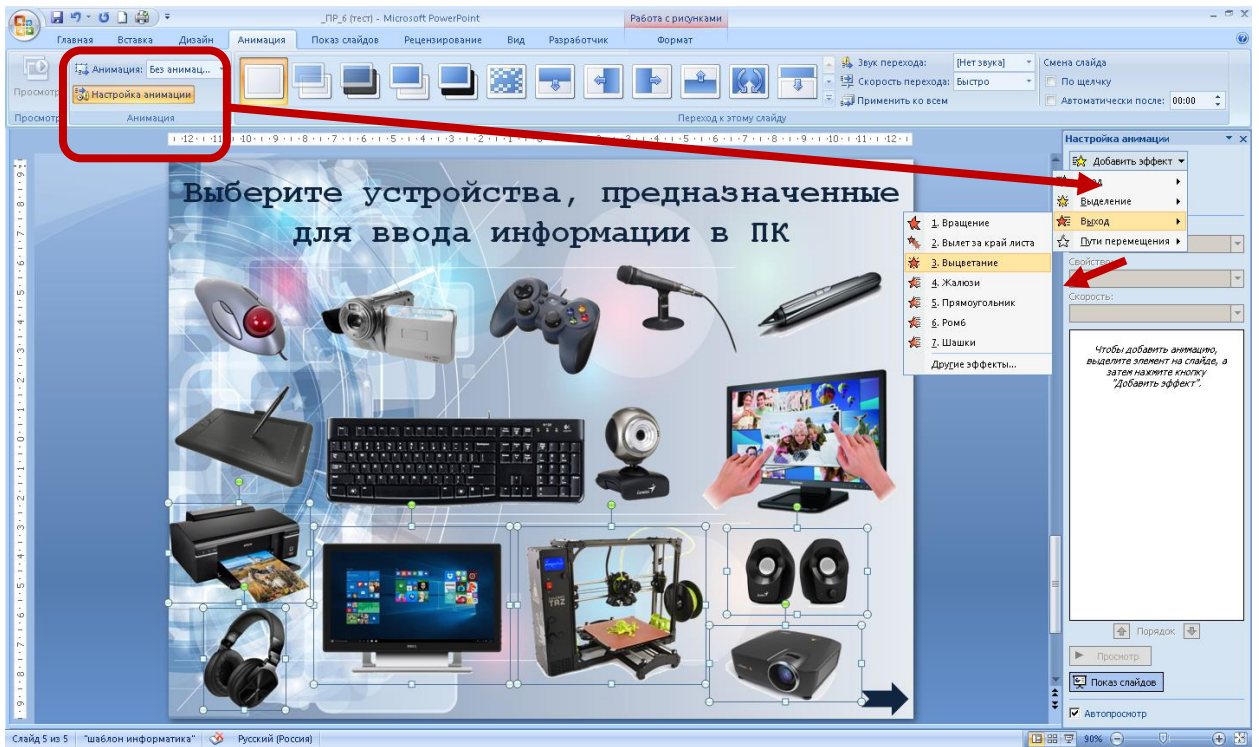 _ПР_6 (тест) - Microsoft PowerPoint
Работа с рисунками
Главная Вставка Дизайн Анимация Показ слайдов Рецензирование Вид Разработчик Формат
Просмотр
Анимация: Без анимац...
Настройка анимации
Звук перехода: [Нет звука]
Скорость перехода: Быстро
Применить ко всем
Смена слайда
По щелчку
Автоматически после: 00:00
Просмотр Анимация Переход к этому слайду
Настройка анимации
Добавить эффект
Выделение
Выход
Пути перемещения
1. Вращение
2. Вылет за край листа
3. Выцветание
4. Жалюзи
5. Прямоугольник
6. Ромб
7. Шашки
Другие эффекты...
Скорость:
Чтобы добавить анимацию,
выделите элемент на слайде, а
затем нажмите кнопку
"Добавить эффект".
Порядок
Просмотр
Показ слайдов
Автопросмотр
Выберите устройства, предназначенные
для ввода информации в ПК
TAZ
Слайд 5 из 5 "шаблон информатика" Русский (Россия) 90%